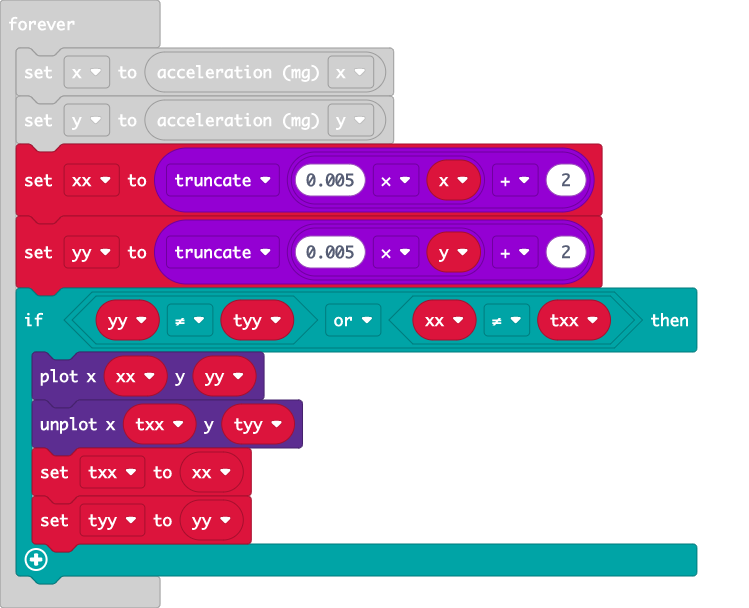 forever
set x to acceleration (mg) x
set y to acceleration (mg) y
set xx to truncate 0.005 × x + 2
set yy to truncate 0.005 × y + 2
if yy ≠ tyy or xx ≠ txx then
plot x xx y yy
unplot x txx y tyy
set txx to xx
set tyy to yy